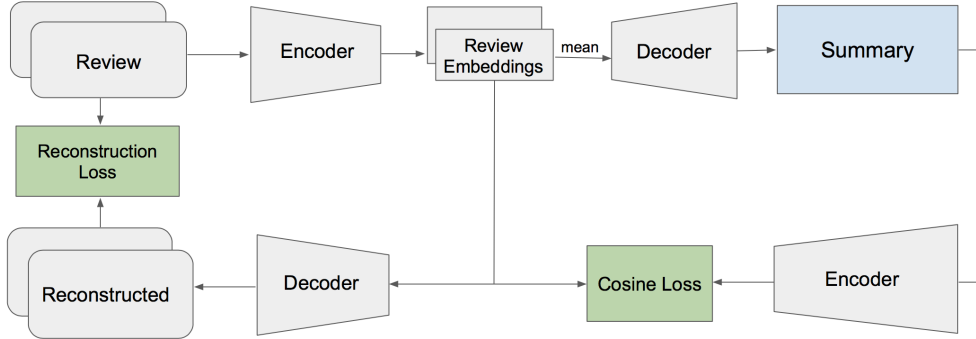 Review
Encoder
Review
Embeddings
mean
Decoder
Summary
Reconstruction
Loss
Reconstructed
Decoder
Cosine Loss
Encoder